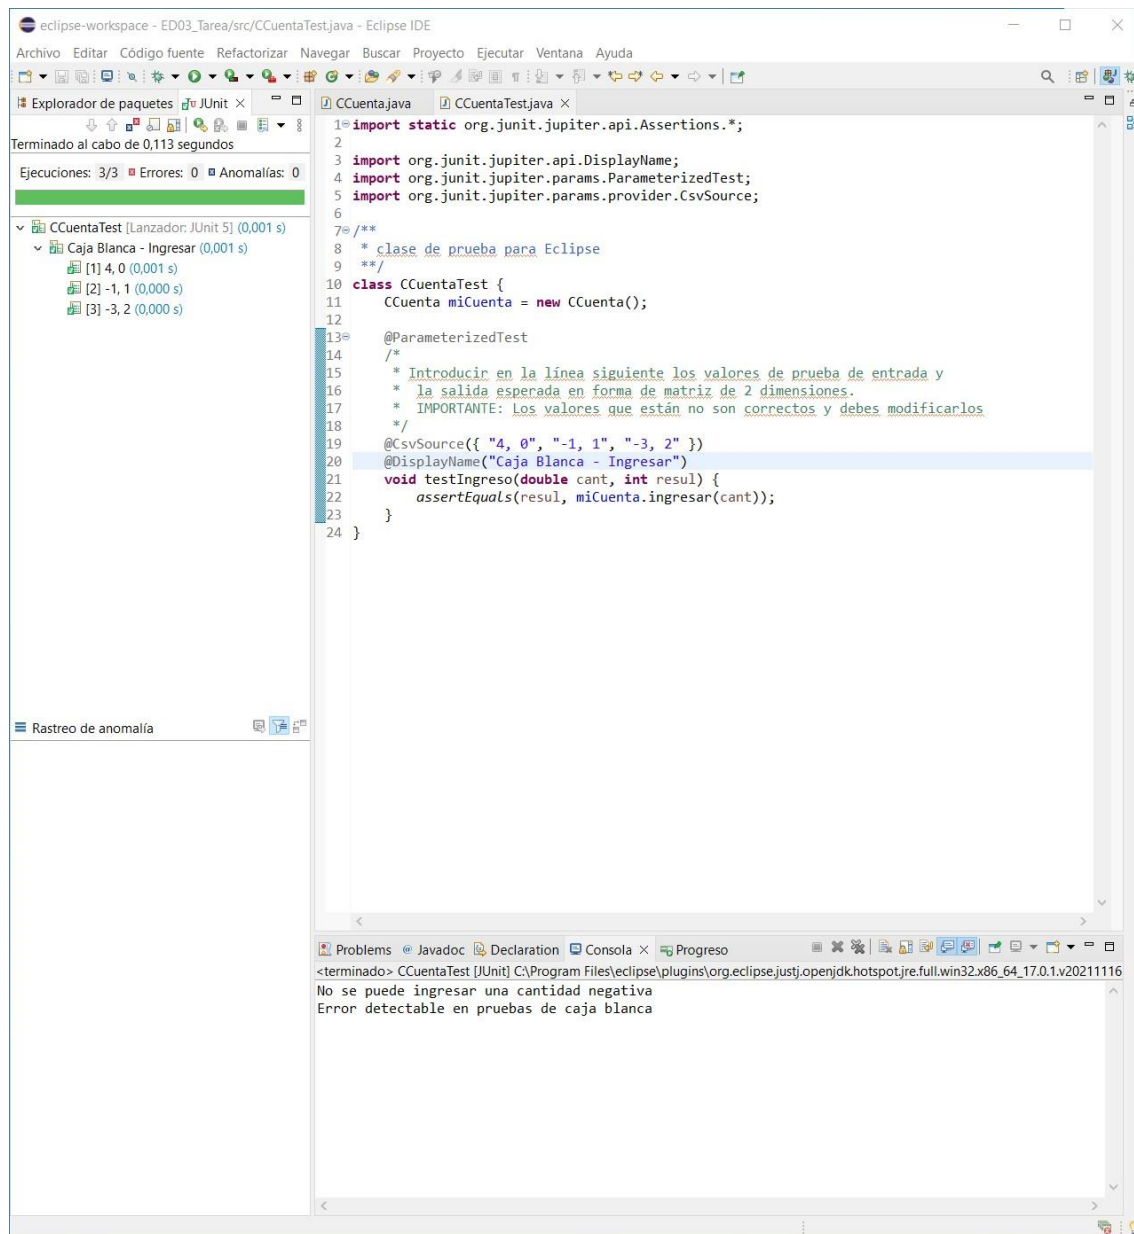 eclipse-workspace - ED03_Tarea/src/CCuentaTest.java - Eclipse IDE
Archivo Editar Código fuente Refactorizar Navegar Buscar Proyecto Ejecutar Ventana Ayuda
Explorador de paquetes JUnit
CCuenta.java CCuentaTest.java
Terminado al cabo de 0,113 segundos
Ejecuciones: 3/3 Errores: 0 Anomalías: 0
CCuentaTest [Lanzador: JUnit 5] (0,001 s)
Caja Blanca - Ingresar (0,001 s)
[1] 4, 0 (0,001 s)
[2] -1, 1 (0,000 s)
[3] -3, 2 (0,000 s)
Rastreo de anomalía
1 import static org.junit.jupiter.api.Assertions.*;
2
3 import org.junit.jupiter.api.DisplayName;
4 import org.junit.jupiter.params.ParameterizedTest;
5 import org.junit.jupiter.params.provider.CsvSource;
6
7 /**
8 * clase de prueba para Eclipse
9 **/
10 class CCuentaTest {
11 CCuenta miCuenta = new CCuenta();
12
13 @ParameterizedTest
14 /*
15 * Introducir en la línea siguiente los valores de prueba de entrada y
16 * la salida esperada en forma de matriz de 2 dimensiones.
17 * IMPORTANTE: Los valores que están no son correctos y debes modificarlos
18 */
19 @CsvSource({ "4, 0", "-1, 1", "-3, 2" })
20 @DisplayName("Caja Blanca - Ingresar")
21 void testIngreso(double cant, int resul) {
22 assertEquals(resul, miCuenta.ingresar(cant));
23 }
24 }
Problems Javadoc Declaration Consola Progreso
<terminado> CCuentaTest [JUnit] C:\Program Files\eclipse\plugins\org.eclipse.justj.openjdk.hotspot.jre.full.win32.x86_64_17.0.1.v20211116
No se puede ingresar una cantidad negativa
Error detectable en pruebas de caja blanca